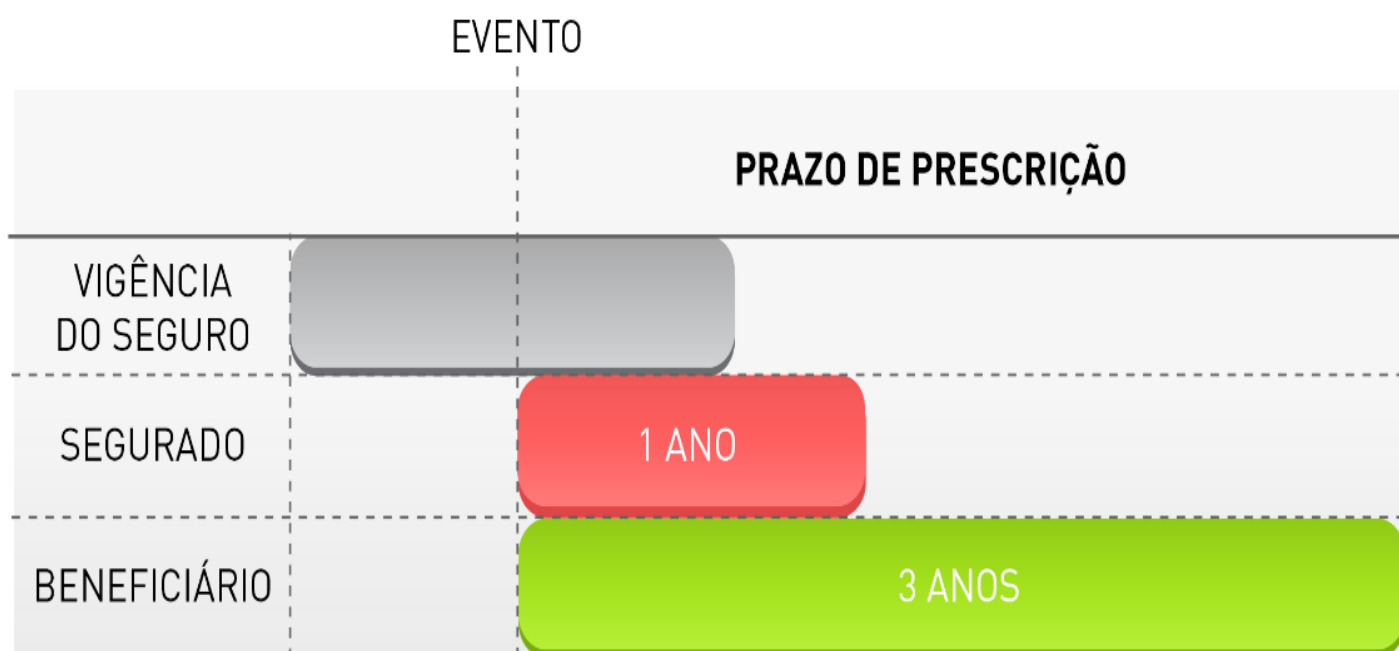 EVENTO
PRAZO DE PRESCRIÇÃO
VIGÊNCIA
DO SEGURO
SEGURADO
1 ANO
BENEFICIÁRIO
3 ANOS